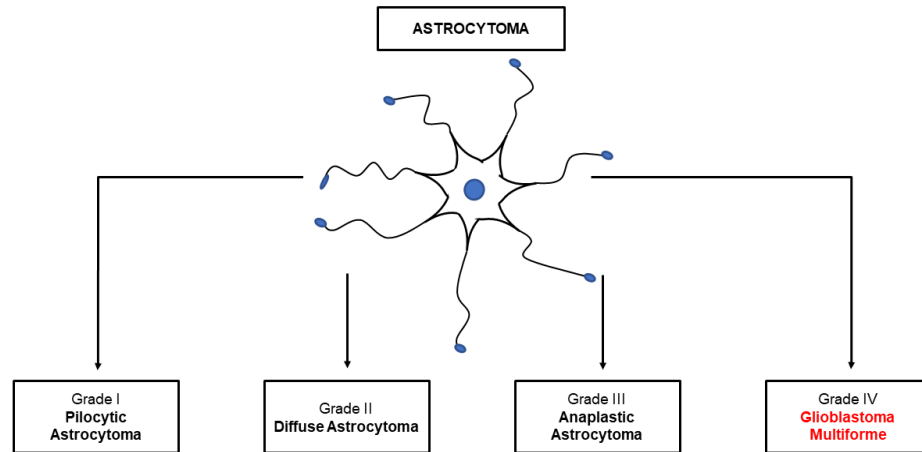 ASTROCYTOMA
Grade I
Pilocytic
Astrocytoma
Grade II
Diffuse Astrocytoma
Grade III
Anaplastic
Astrocytoma
Grade IV
Glioblastoma
Multiforme